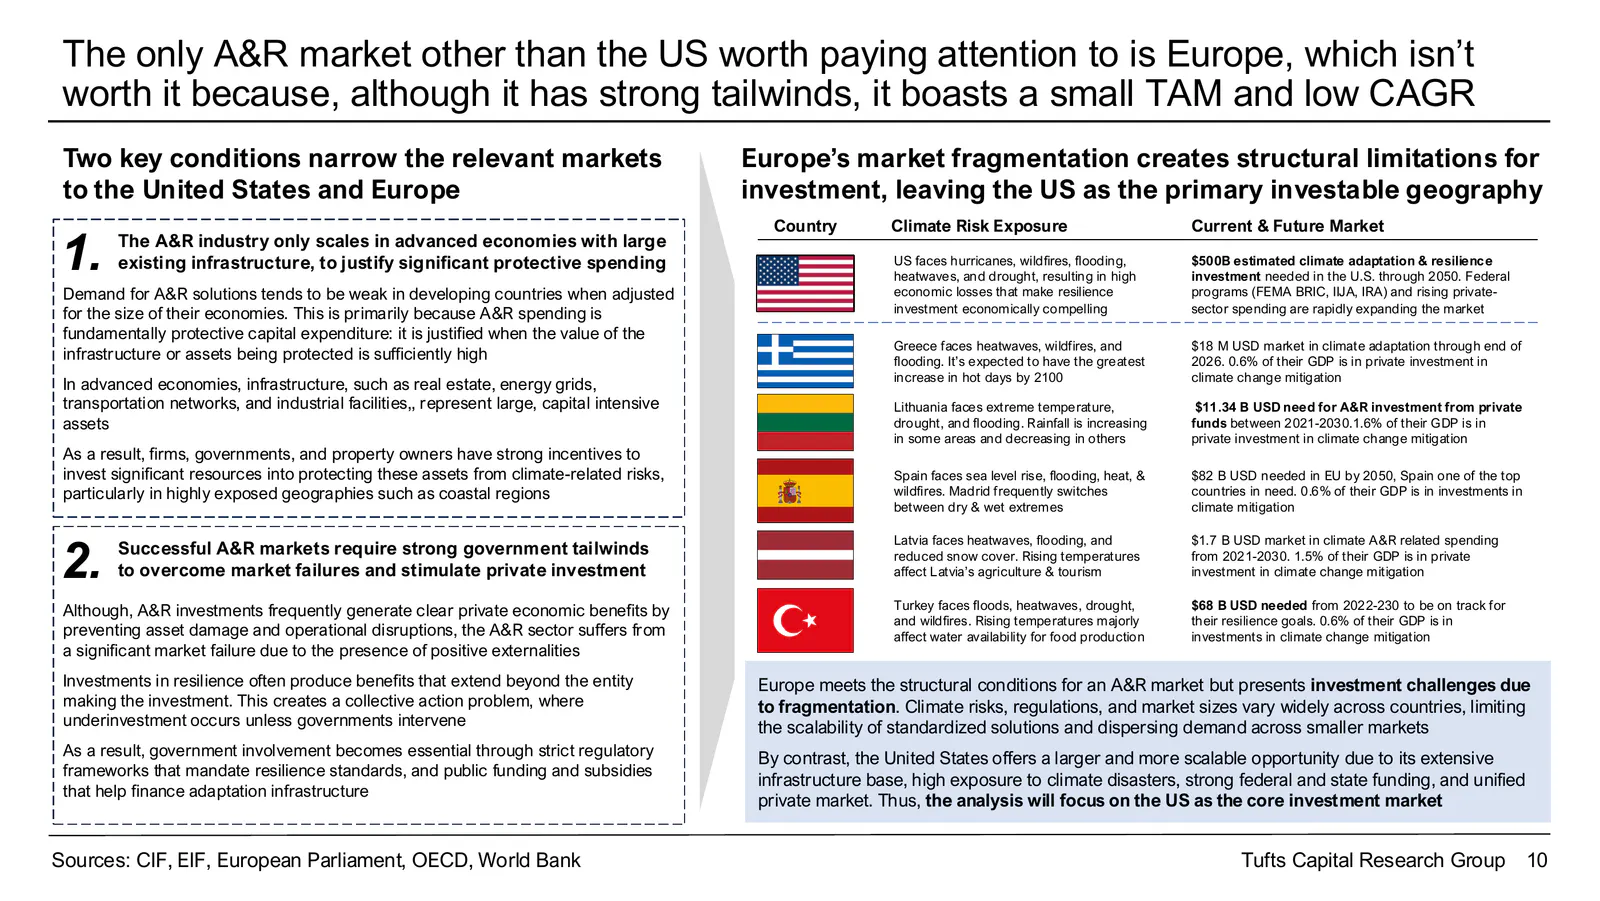 The only A&R market other than the US worth paying attention to is Europe, which isn't
worth it because, although it has strong tailwinds, it boasts a small TAM and low CAGR
Two key conditions narrow the relevant markets
to the United States and Europe
1.
The A&R industry only scales in advanced economies with large
existing infrastructure, to justify significant protective spending
Demand for A&R solutions tends to be weak in developing countries when adjusted
for the size of their economies. This is primarily because A&R spending is
fundamentally protective capital expenditure: it is justified when the value of the
infrastructure or assets being protected is sufficiently high
In advanced economies, infrastructure, such as real estate, energy grids,
transportation networks, and industrial facilities,, represent large, capital intensive
assets
As a result, firms, governments, and property owners have strong incentives to
invest significant resources into protecting these assets from climate-related risks,
particularly in highly exposed geographies such as coastal regions
2.
Successful A&R markets require strong government tailwinds
to overcome market failures and stimulate private investment
Although, A&R investments frequently generate clear private economic benefits by
preventing asset damage and operational disruptions, the A&R sector suffers from
a significant market failure due to the presence of positive externalities
Investments in resilience often produce benefits that extend beyond the entity
making the investment. This creates a collective action problem, where
underinvestment occurs unless governments intervene
As a result, government involvement becomes essential through strict regulatory
frameworks that mandate resilience standards, and public funding and subsidies
that help finance adaptation infrastructure
Europe's market fragmentation creates structural limitations for
investment, leaving the US as the primary investable geography
Country Climate Risk Exposure Current & Future Market
US faces hurricanes, wildfires, flooding,
heatwaves, and drought, resulting in high
economic losses that make resilience
investment economically compelling
$500B estimated climate adaptation & resilience
investment needed in the U.S. through 2050. Federal
programs (FEMA BRIC, IIJA, IRA) and rising private-
sector spending are rapidly expanding the market
Greece faces heatwaves, wildfires, and
flooding. It's expected to have the greatest
increase in hot days by 2100
$18 M USD market in climate adaptation through end of
2026. 0.6% of their GDP is in private investment in
climate change mitigation
Lithuania faces extreme temperature,
drought, and flooding. Rainfall is increasing
in some areas and decreasing in others
$11.34 B USD need for A&R investment from private
funds between 2021-2030.1.6% of their GDP is in
private investment in climate change mitigation
Spain faces sea level rise, flooding, heat, &
wildfires. Madrid frequently switches
between dry & wet extremes
$82 B USD needed in EU by 2050, Spain one of the top
countries in need. 0.6% of their GDP is in investments in
climate mitigation
Latvia faces heatwaves, flooding, and
reduced snow cover. Rising temperatures
affect Latvia's agriculture & tourism
$1.7 B USD market in climate A&R related spending
from 2021-2030. 1.5% of their GDP is in private
investment in climate change mitigation
Turkey faces floods, heatwaves, drought,
and wildfires. Rising temperatures majorly
affect water availability for food production
$68 B USD needed from 2022-230 to be on track for
their resilience goals. 0.6% of their GDP is in
investments in climate change mitigation
Europe meets the structural conditions for an A&R market but presents investment challenges due
to fragmentation. Climate risks, regulations, and market sizes vary widely across countries, limiting
the scalability of standardized solutions and dispersing demand across smaller markets
By contrast, the United States offers a larger and more scalable opportunity due to its extensive
infrastructure base, high exposure to climate disasters, strong federal and state funding, and unified
private market. Thus, the analysis will focus on the US as the core investment market
Sources: CIF, EIF, European Parliament, OECD, World Bank
Tufts Capital Research Group 10